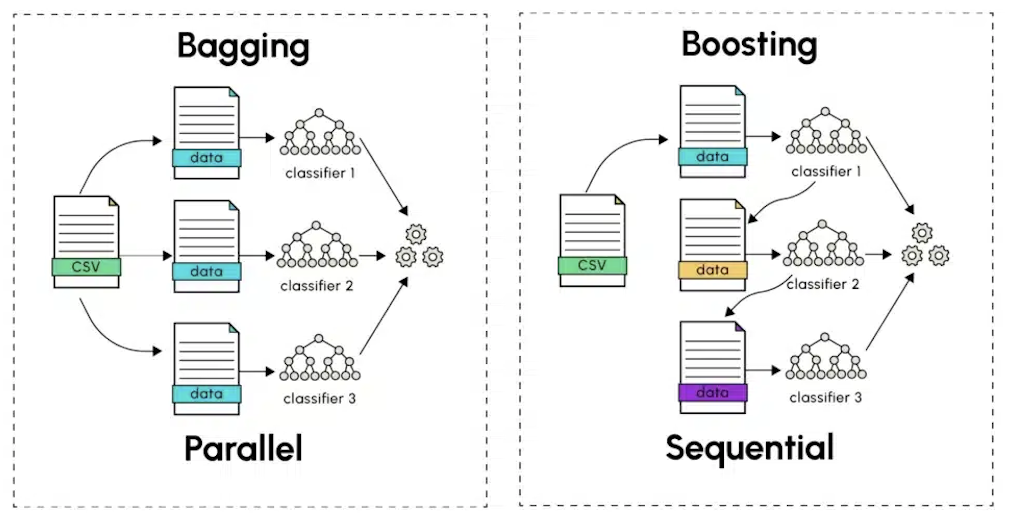 Bagging
data
classifier 1
CSV
data
classifier 2
data
classifier 3
Parallel
Boosting
data
classifier 1
CSV
data
classifier 2
data
classifier 3
Sequential